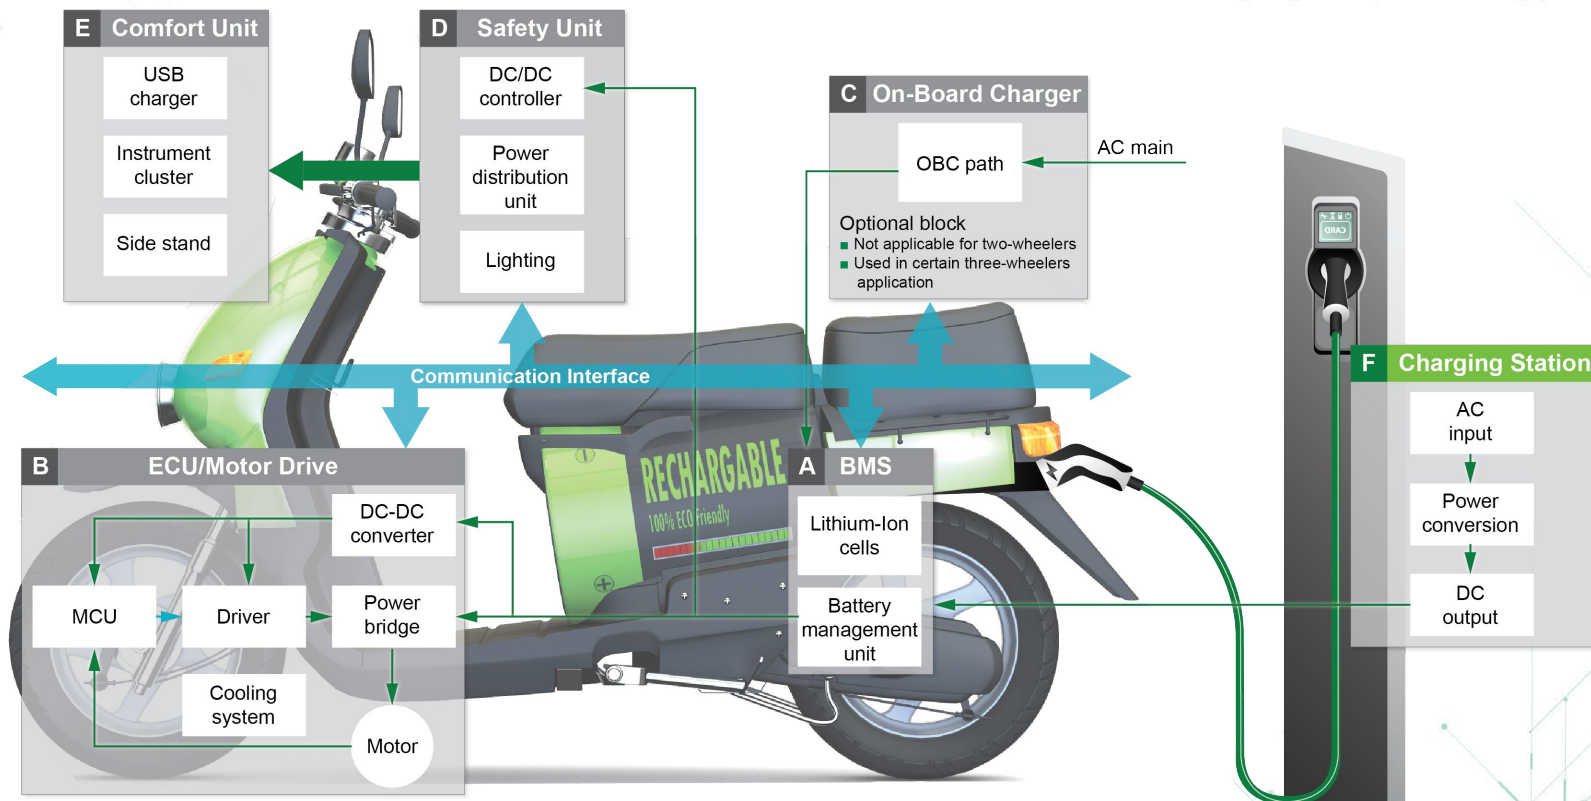 E Comfort Unit
USB
charger
Instrument
cluster
Side stand
D Safety Unit
DC/DC
controller
Power
distribution
unit
Lighting
C On-Board Charger
OBC path
AC main
Optional block
Not applicable for two-wheelers
Used in certain three-wheelers
application
CARD
Communication Interface
F Charging Station
AC
input
Power
conversion
DC
output
B ECU/Motor Drive
DC-DC
converter
MCU
Driver
Power
bridge
Cooling
system
Motor
RECHARGABLE
100% ECO Friendly
A BMS
Lithium-Ion
cells
Battery
management
unit